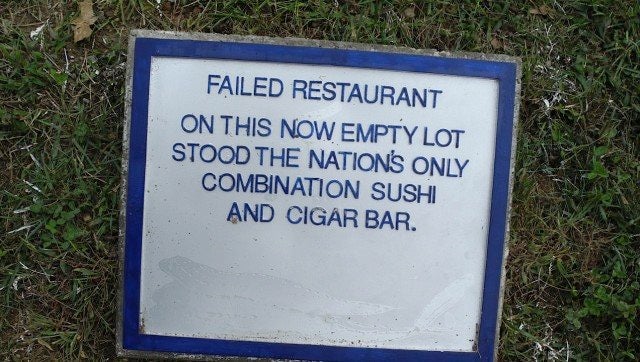 FAILED RESTAURANT
ON THIS NOW EMPTY LOT
STOOD THE NATION'S ONLY
COMBINATION SUSHI
AND CIGAR BAR.